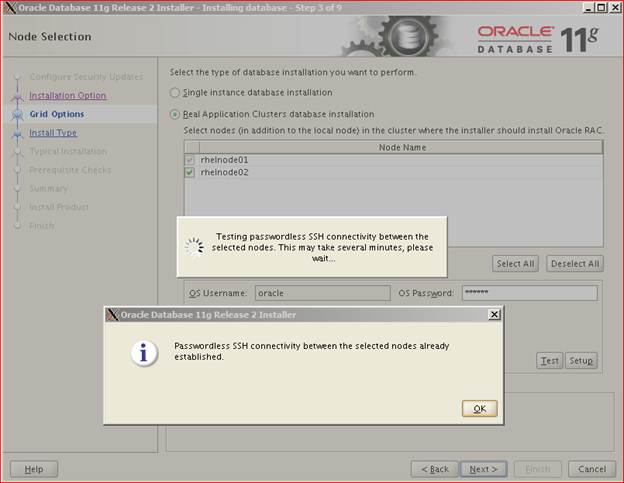 Oracle Database 11g Release 2 Installer - Installing database - Step 3 of 9
Node Selection
ORACLE
DATABASE 11g
Configure Security Updates
Installation Option
Grid Options
Install Type
Typical Installation
Prerequisite Checks
Summary
Install Product
Finish
Select the type of database installation you want to perform.
Single instance database installation
Real Application Clusters database installation
Select nodes (in addition to the local node) in the cluster where the installer should install Oracle RAC.
Node Name
rhelnode01
rhelnode02
Testing passwordless SSH connectivity between the
selected nodes. This may take several minutes, please
wait...
Select All Deselect All
OS Username: oracle OS Password: ******
Oracle Database 11g Release 2 Installer
Passwordless SSH connectivity between the selected nodes already
established.
Test Setup
OK
Help < Back Next > Finish Cancel